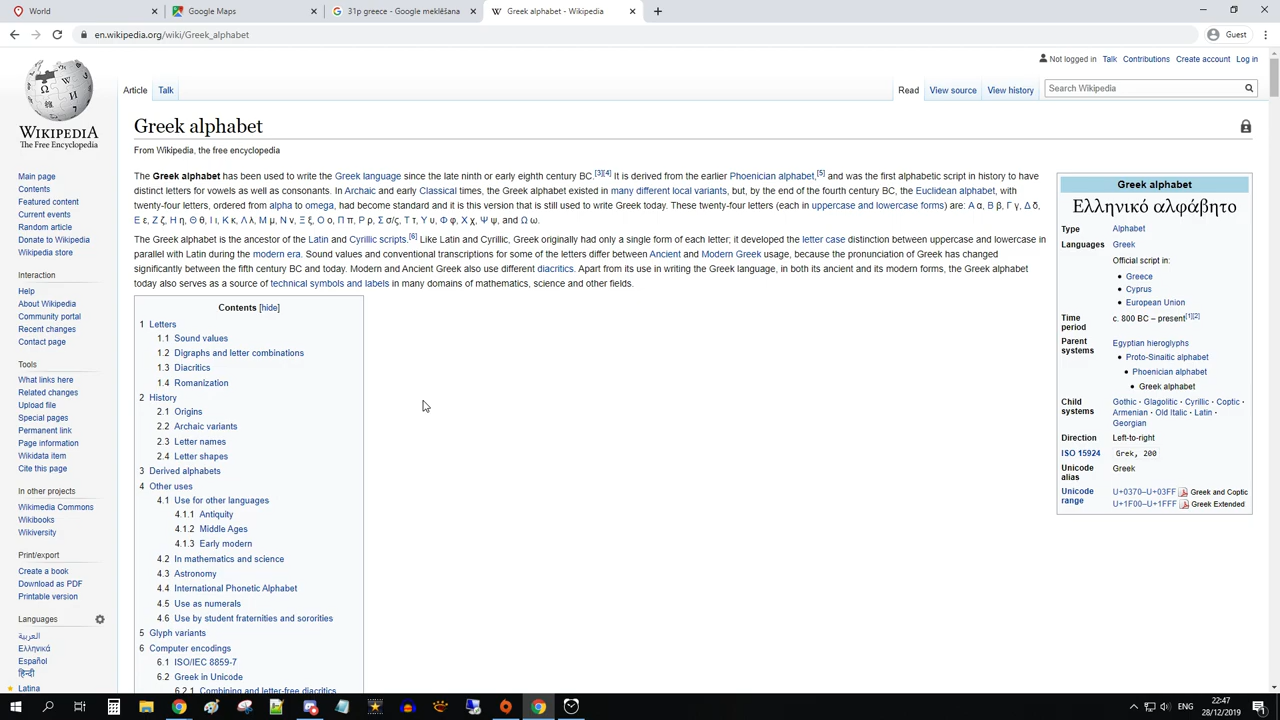 World
Google Maps
31p greece - Google meklēšana
Greek alphabet - Wikipedia
en.wikipedia.org/wiki/Greek_alphabet
Guest
Not logged in Talk Contributions Create account Log in
Article Talk
Read View source View history
Search Wikipedia
WIKIPEDIA
The Free Encyclopedia
Main page
Contents
Featured content
Current events
Random article
Donate to Wikipedia
Wikipedia store
Interaction
Help
About Wikipedia
Community portal
Recent changes
Contact page
Tools
What links here
Related changes
Upload file
Special pages
Permanent link
Page information
Wikidata item
Cite this page
In other projects
Wikimedia Commons
Wikibooks
Wikiversity
Print/export
Create a book
Download as PDF
Printable version
Languages
العربية
Ελληνικά
Español
हिन्दी
Latina
Greek alphabet
From Wikipedia, the free encyclopedia
The Greek alphabet has been used to write the Greek language since the late ninth or early eighth century BC.[3][4] It is derived from the earlier Phoenician alphabet,[5] and was the first alphabetic script in history to have
distinct letters for vowels as well as consonants. In Archaic and early Classical times, the Greek alphabet existed in many different local variants, but, by the end of the fourth century BC, the Euclidean alphabet, with
twenty-four letters, ordered from alpha to omega, had become standard and it is this version that is still used to write Greek today. These twenty-four letters (each in uppercase and lowercase forms) are: Α α, Β β, Γ γ, Δ δ,
Ε ε, Ζ ζ, Η η, Θ θ, Ι ι, Κ κ, Λ λ, Μ μ, Ν ν, Ξ ξ, Ο ο, Π π, Ρ ρ, Σ σ/ς, Τ τ, Υ υ, Φ φ, Χ χ, Ψ ψ, and Ω ω.
The Greek alphabet is the ancestor of the Latin and Cyrillic scripts.[6] Like Latin and Cyrillic, Greek originally had only a single form of each letter; it developed the letter case distinction between uppercase and lowercase in
parallel with Latin during the modern era. Sound values and conventional transcriptions for some of the letters differ between Ancient and Modern Greek usage, because the pronunciation of Greek has changed
significantly between the fifth century BC and today. Modern and Ancient Greek also use different diacritics. Apart from its use in writing the Greek language, in both its ancient and its modern forms, the Greek alphabet
today also serves as a source of technical symbols and labels in many domains of mathematics, science and other fields.
Contents [hide]
1 Letters
1.1 Sound values
1.2 Digraphs and letter combinations
1.3 Diacritics
1.4 Romanization
2 History
2.1 Origins
2.2 Archaic variants
2.3 Letter names
2.4 Letter shapes
3 Derived alphabets
4 Other uses
4.1 Use for other languages
4.1.1 Antiquity
4.1.2 Middle Ages
4.1.3 Early modern
4.2 In mathematics and science
4.3 Astronomy
4.4 International Phonetic Alphabet
4.5 Use as numerals
4.6 Use by student fraternities and sororities
5 Glyph variants
6 Computer encodings
6.1 ISO/IEC 8859-7
6.2 Greek in Unicode
6.2.1 Combining and letter-free diacritics
Greek alphabet
Ελληνικό αλφάβητο
Type Alphabet
Languages Greek
Official script in:
Greece
Cyprus
European Union
Time period c. 800 BC – present[1][2]
Parent systems Egyptian hieroglyphs
Proto-Sinaitic alphabet
Phoenician alphabet
Greek alphabet
Child systems Gothic · Glagolitic · Cyrillic · Coptic ·
Armenian · Old Italic · Latin ·
Georgian
Direction Left-to-right
ISO 15924 Grek, 200
Unicode alias Greek
Unicode range U+0370–U+03FF Greek and Coptic
U+1F00–U+1FFF Greek Extended
ENG
22:47
28/12/2019
1